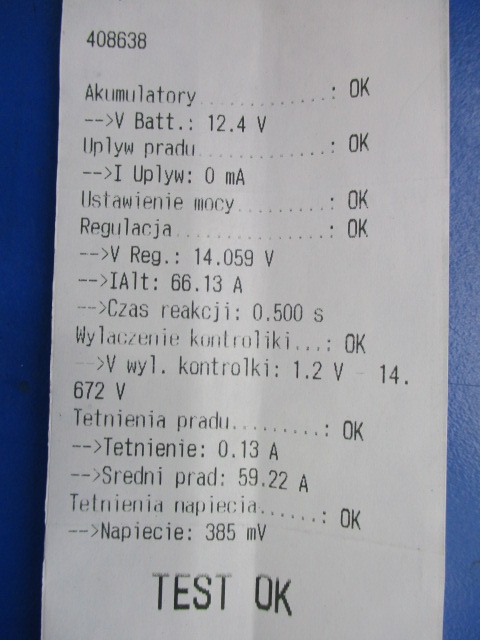 408638
Akumulatory.............: OK
-->V Batt.: 12.4 V
Uplyw pradu.............: OK
-->I Uplyw: 0 mA
Ustawienie mocy.........: OK
Regulacja...............: OK
-->V Reg.: 14.059 V
-->IAlt: 66.13 A
-->Czas reakcji: 0.500 s
Wylaczenie kontroliki...: OK
-->V wyl. kontrolki: 1.2 V - 14.
672 V
Tetnienia pradu.........: OK
-->Tetnienie: 0.13 A
-->Sredni prad: 59.22 A
Tetnienia napiecia......: OK
-->Napiecie: 385 mV
TEST OK